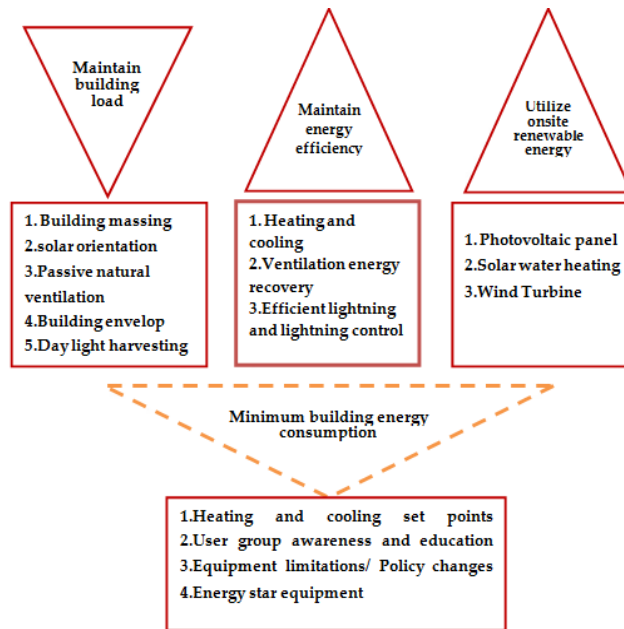 Maintain
building
load
Maintain
energy
efficiency
Utilize
onsite
renewable
energy
1. Building massing
2.solar orientation
3.Passive natural
ventilation
4.Building envelop
5.Day light harvesting
1. Heating and
cooling
2.Ventilation energy
recovery
3.Efficient lightning
and lightning control
1.Photovoltaic panel
2.Solar water heating
3.Wind Turbine
Minimum building energy
consumption
1.Heating and cooling set points
2.User group awareness and education
3.Equipment limitations/ Policy changes
4.Energy star equipment